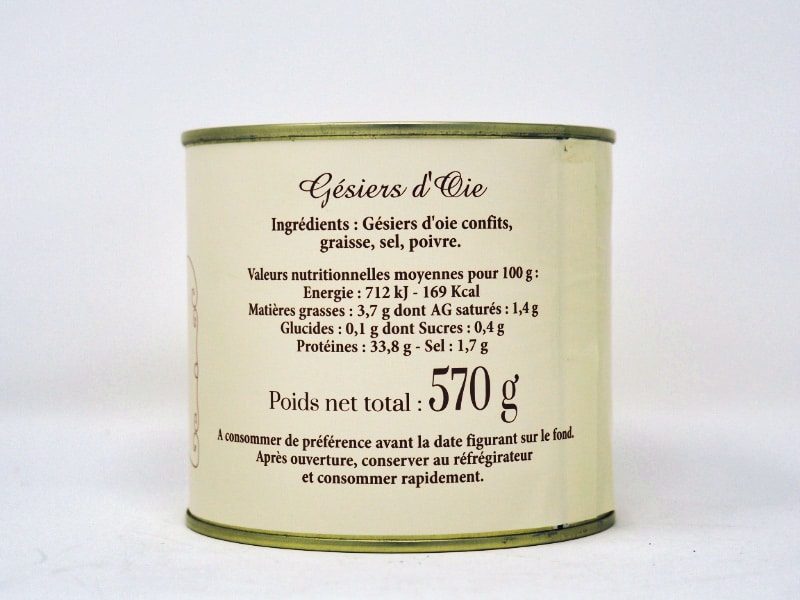 Gésiers d'Oie
Ingrédients : Gésiers d'oie confits,
graisse, sel, poivre.
Valeurs nutritionnelles moyennes pour 100 g :
Energie : 712 kJ - 169 Kcal
Matières grasses : 3,7 g dont AG saturés : 1,4 g
Glucides : 0,1 g dont Sucres : 0,4 g
Protéines : 33,8 g - Sel : 1,7 g
Poids net total : 570 g
A consommer de préférence avant la date figurant sur le fond.
Après ouverture, conserver au réfrégirateur
et consommer rapidement.